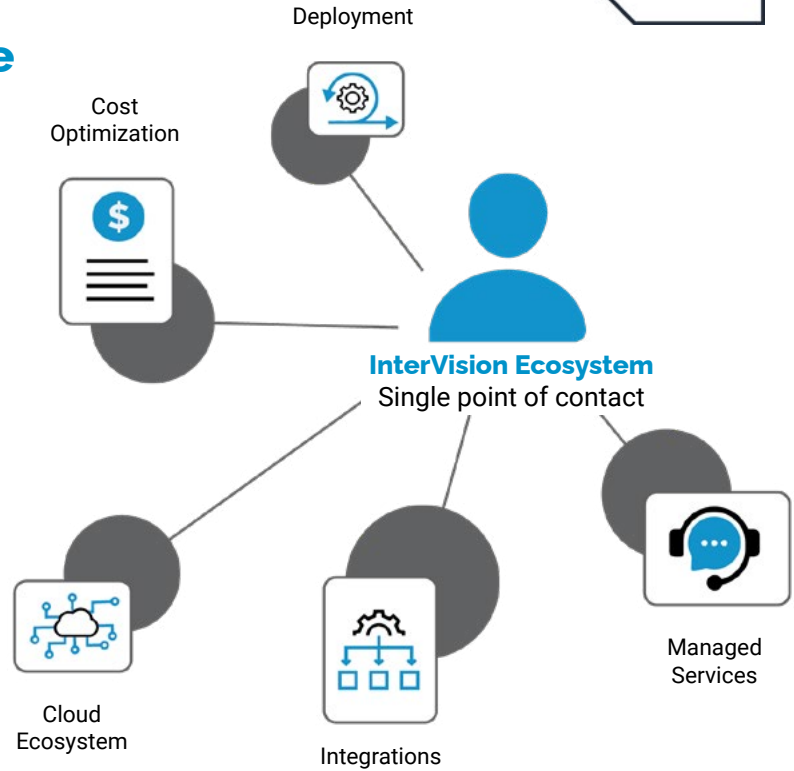 Deployment
e
Cost
Optimization
$
InterVision Ecosystem
Single point of contact
Managed
Services
Cloud
Ecosystem
Integrations